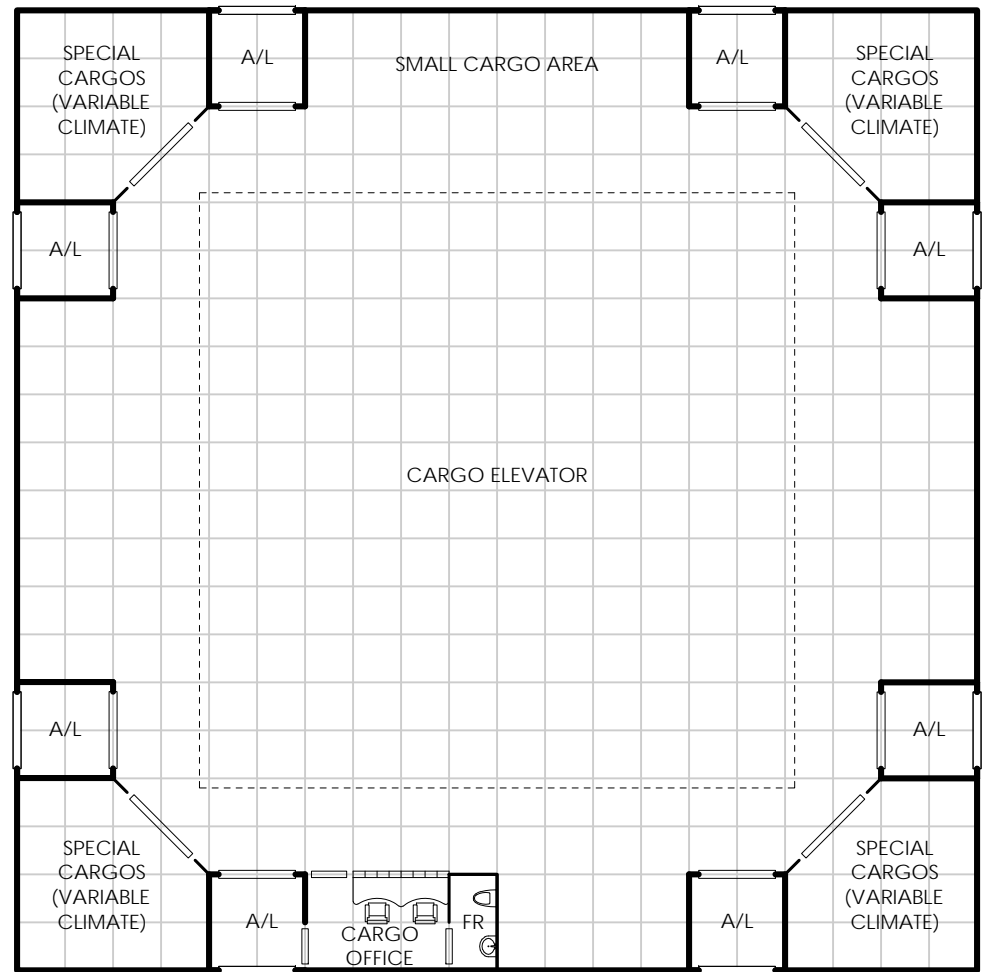 SPECIAL
CARGOS
(VARIABLE
CLIMATE)
A/L
SMALL CARGO AREA
A/L
SPECIAL
CARGOS
(VARIABLE
CLIMATE)
A/L
A/L
CARGO ELEVATOR
A/L
A/L
SPECIAL
CARGOS
(VARIABLE
CLIMATE)
A/L
CARGO
OFFICE
FR
A/L
SPECIAL
CARGOS
(VARIABLE
CLIMATE)